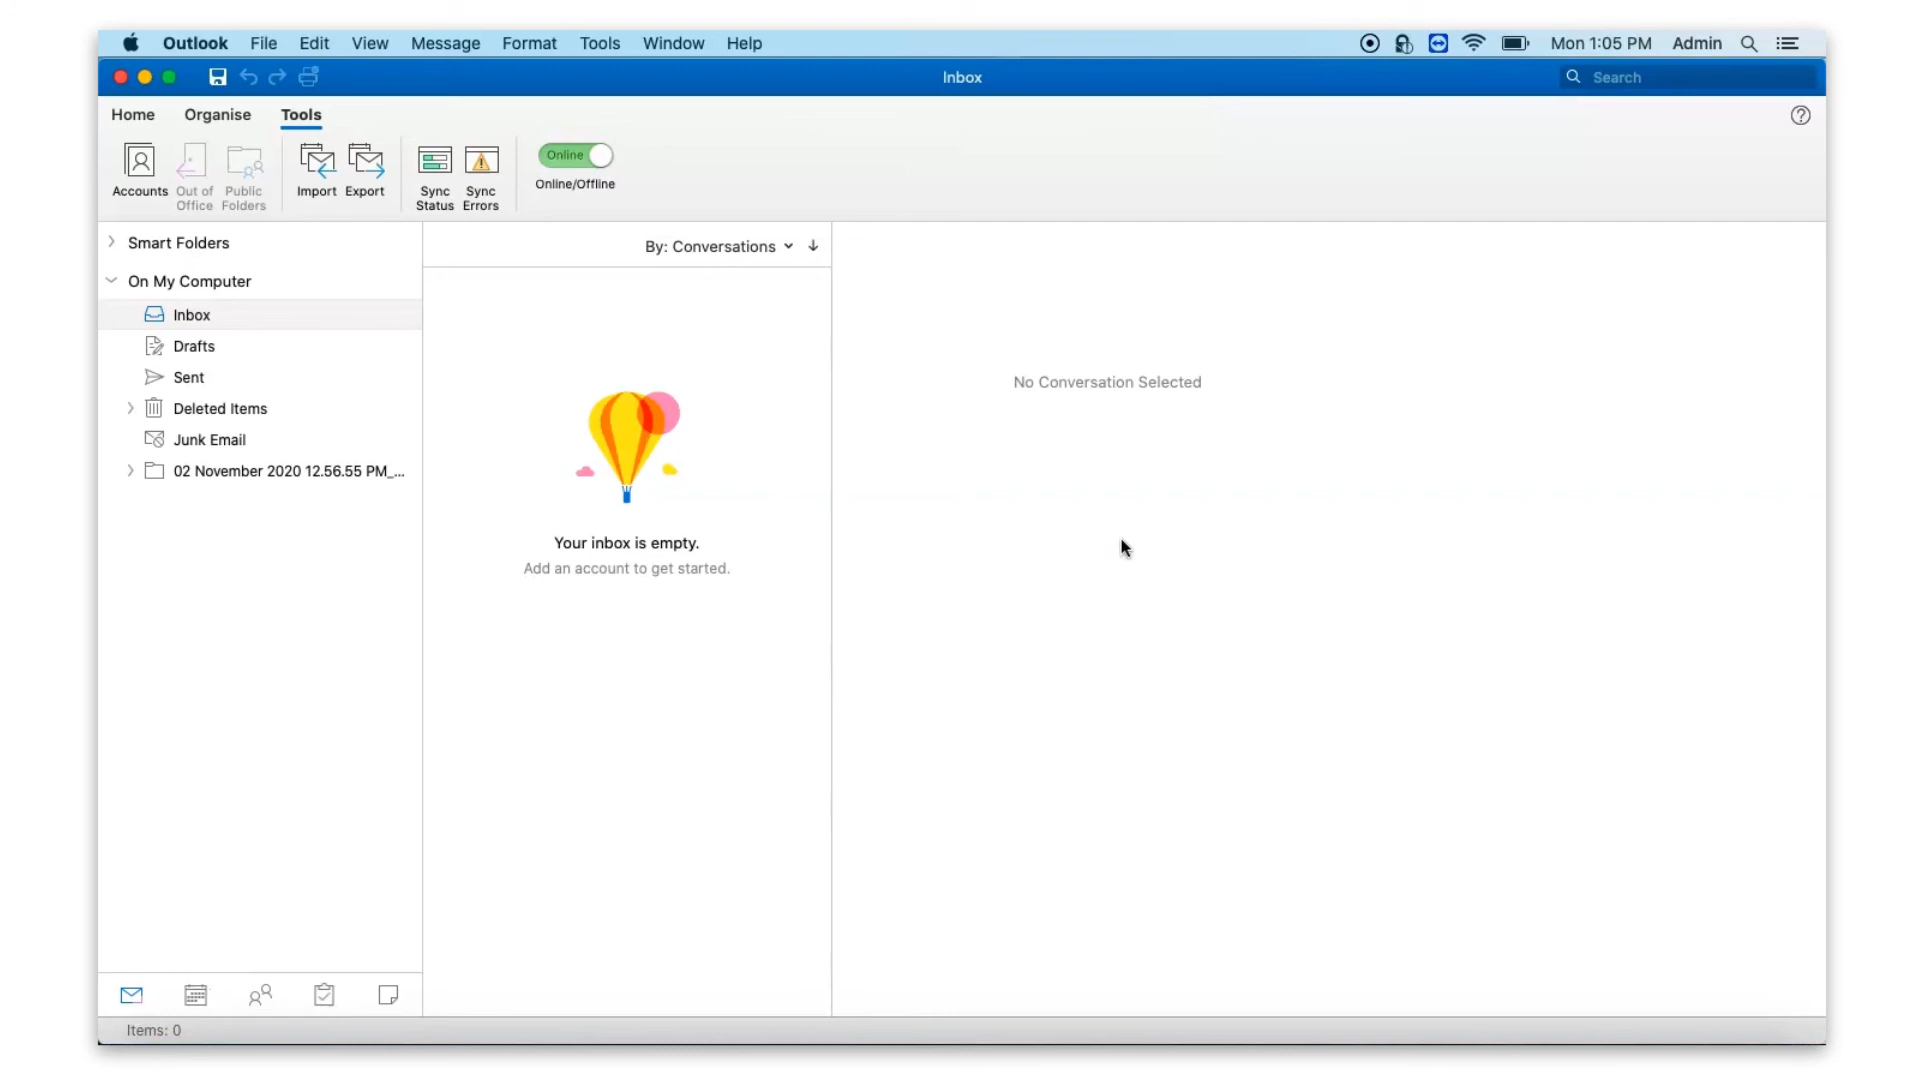 Outlook File Edit View Message Format Tools Window Help Mon 1:05 PM Admin
Inbox Search
Home Organise Tools
Online
Accounts Out of Office Public Folders Import Export Sync Status Sync Errors Online/Offline
Smart Folders
By: Conversations
On My Computer
Inbox
Drafts
Sent
Deleted Items
Junk Email
02 November 2020 12.56.55 PM_...
No Conversation Selected
Your inbox is empty.
Add an account to get started.
Items: 0